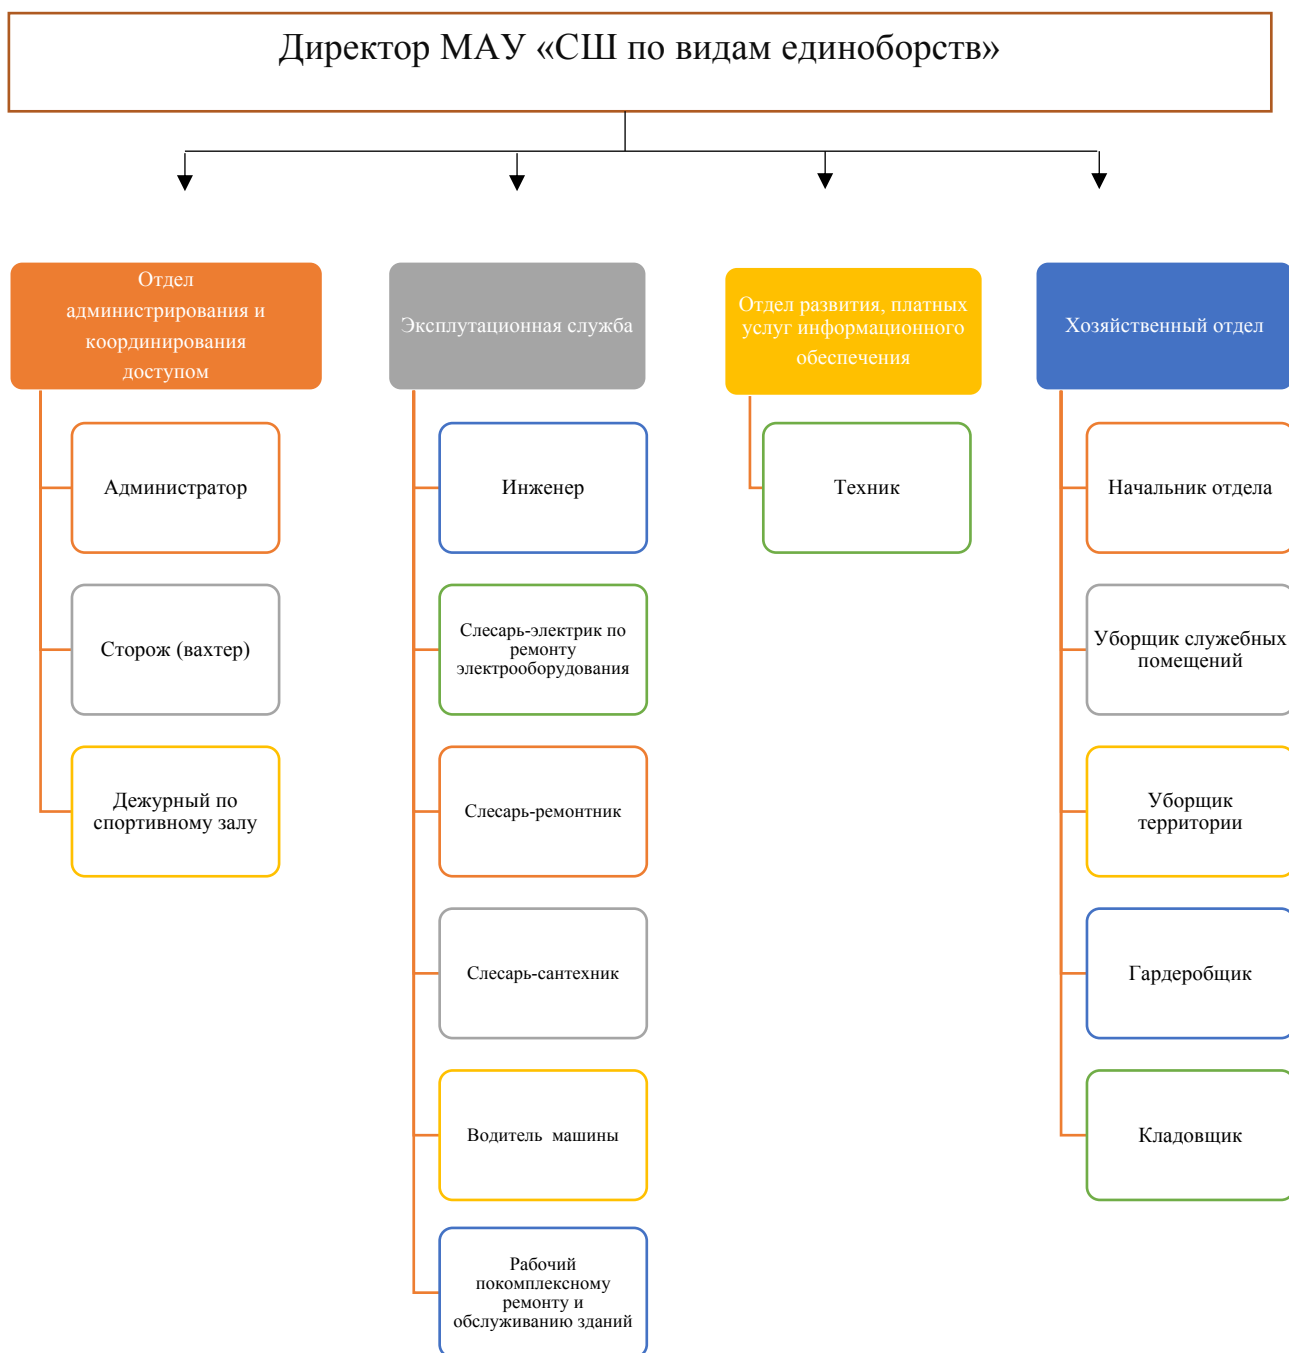 Директор МАУ «СШ по видам единоборств»
Отдел
администрирования и
координирования
доступом
Администратор
Сторож (вахтер)
Дежурный по
спортивному залу
Эксплутационная служба
Инженер
Слесарь-электрик по
ремонту
электрооборудования
Слесарь-ремонтник
Слесарь-сантехник
Водитель машины
Рабочий
покомплексному
ремонту и
обслуживанию зданий
Отдел развития, платных
услуг информационного
обеспечения
Техник
Хозяйственный отдел
Начальник отдела
Уборщик служебных
помещений
Уборщик
территории
Гардеробщик
Кладовщик